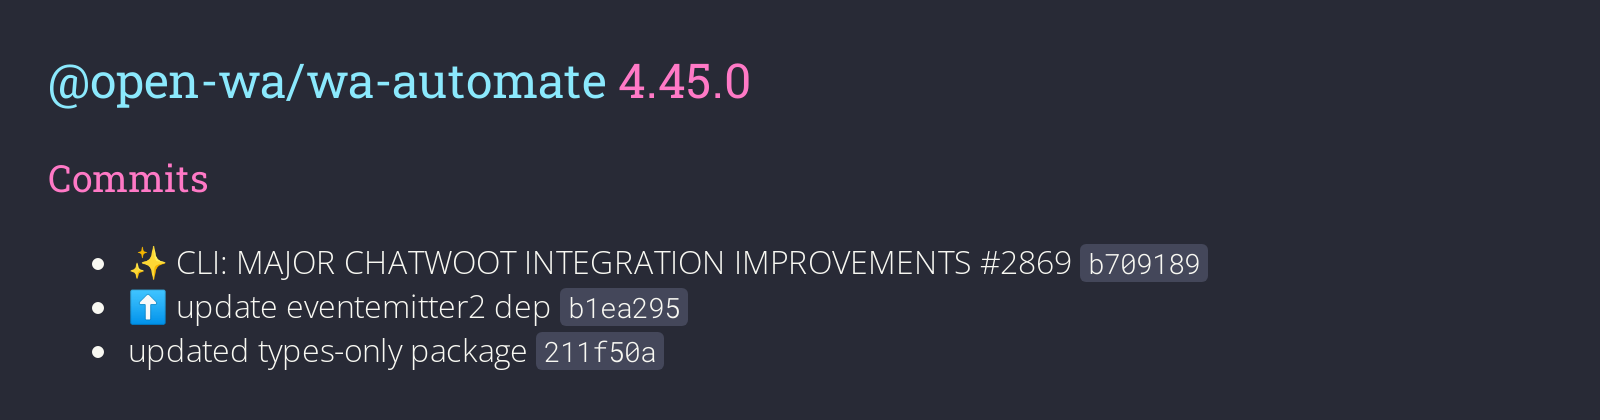 @open-wa/wa-automate 4.45.0
Commits
✨ CLI: MAJOR CHATWOOT INTEGRATION IMPROVEMENTS #2869 b709189
⬆️ update eventemitter2 dep b1ea295
updated types-only package 211f50a